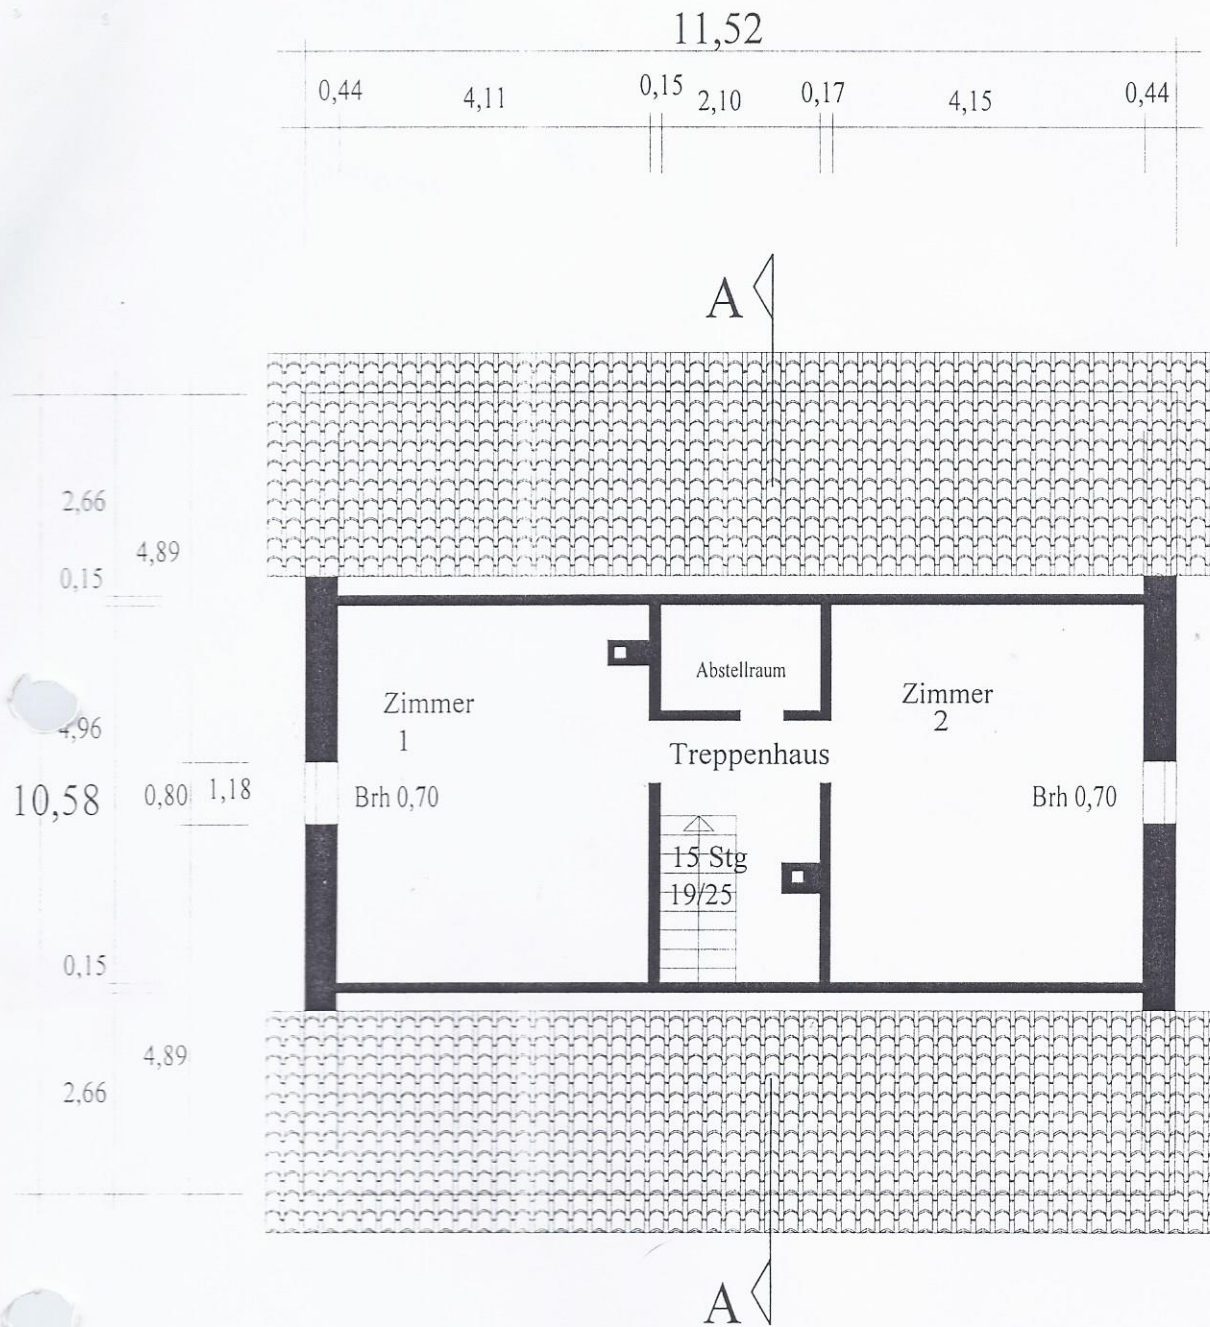 11,52
0,44 4,11 0,15 2,10 0,17 4,15 0,44
A
2,66
4,89
0,15
Abstellraum
Zimmer
1
Zimmer
2
4,96
Treppenhaus
10,58 0,80 1,18
Brh 0,70
Brh 0,70
15 Stg
19/25
0,15
4,89
2,66
A